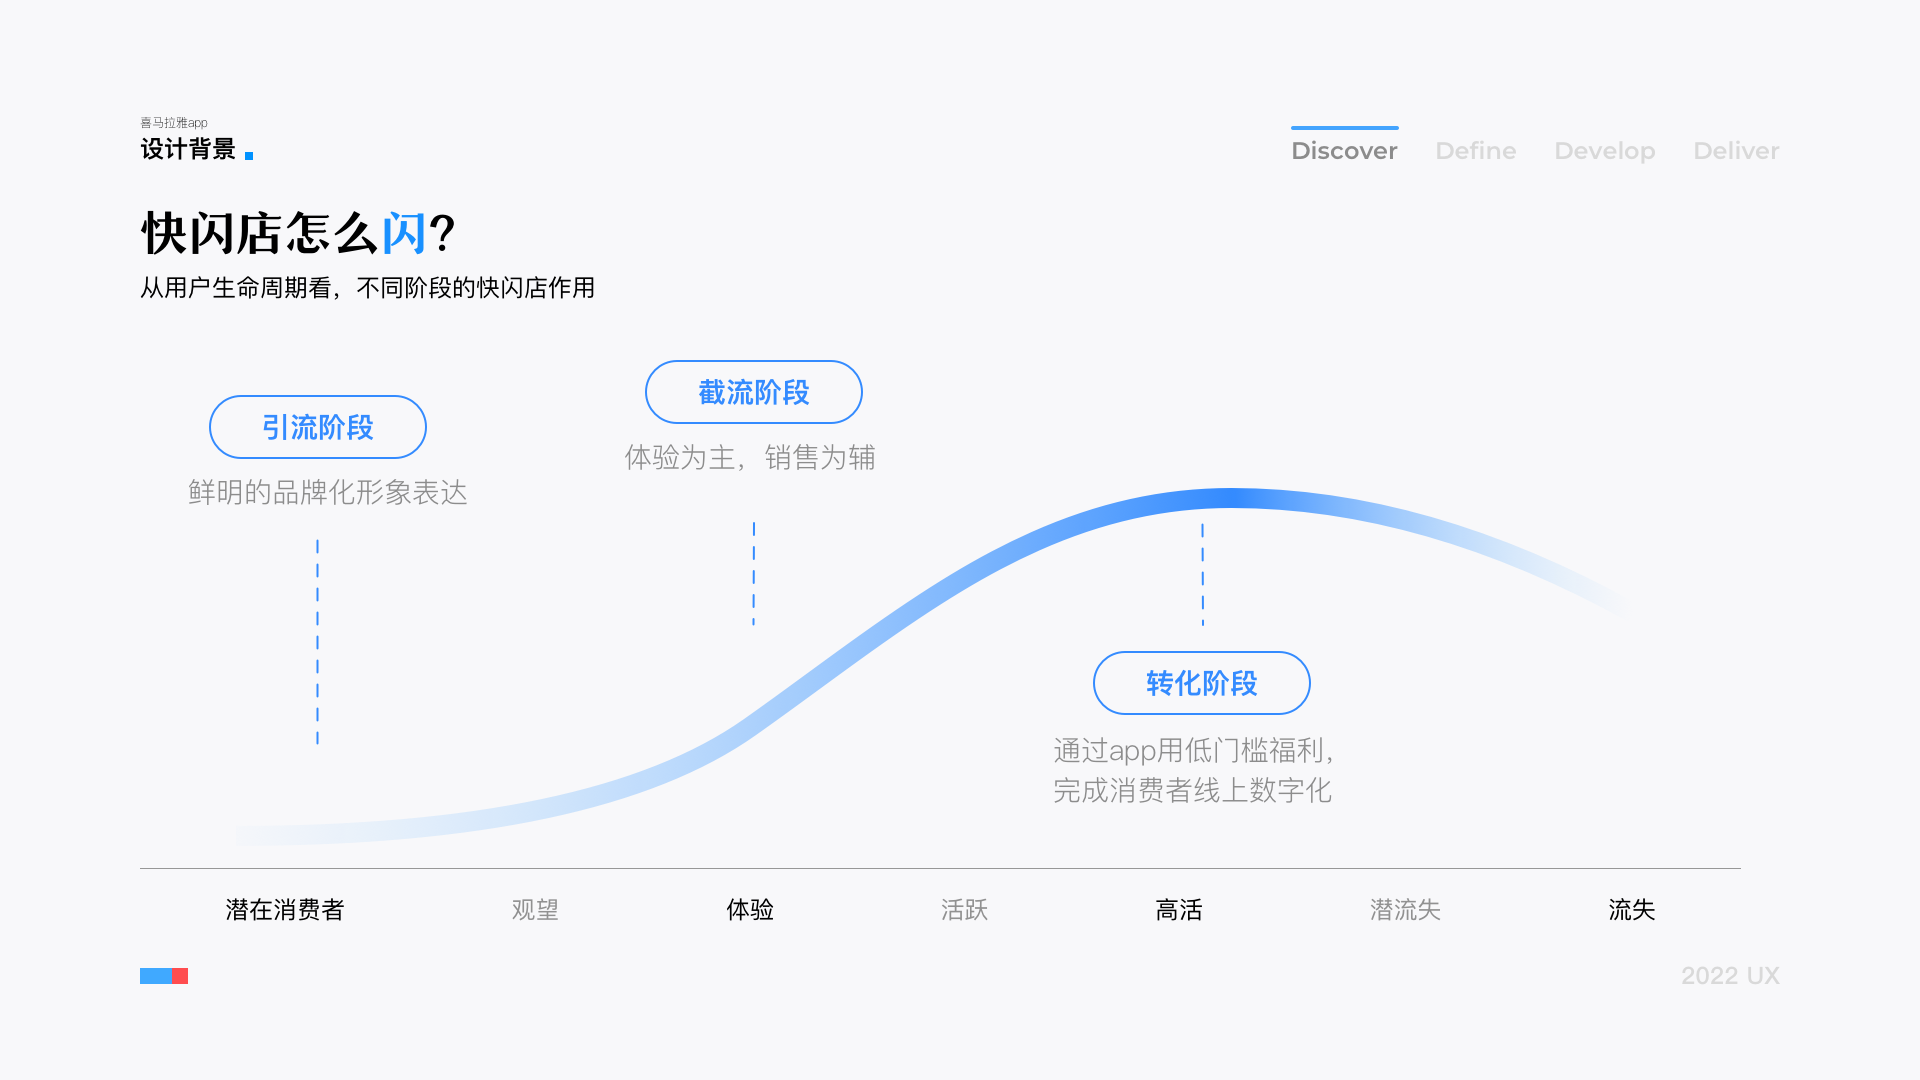 喜马拉雅app
设计背景
Discover Define Develop Deliver
快闪店怎么闪？
从用户生命周期看，不同阶段的快闪店作用
引流阶段
鲜明的品牌化形象表达
截流阶段
体验为主，销售为辅
转化阶段
通过app用低门槛福利，
完成消费者线上数字化
潜在消费者 观望 体验 活跃 高活 潜流失 流失
2022 UX